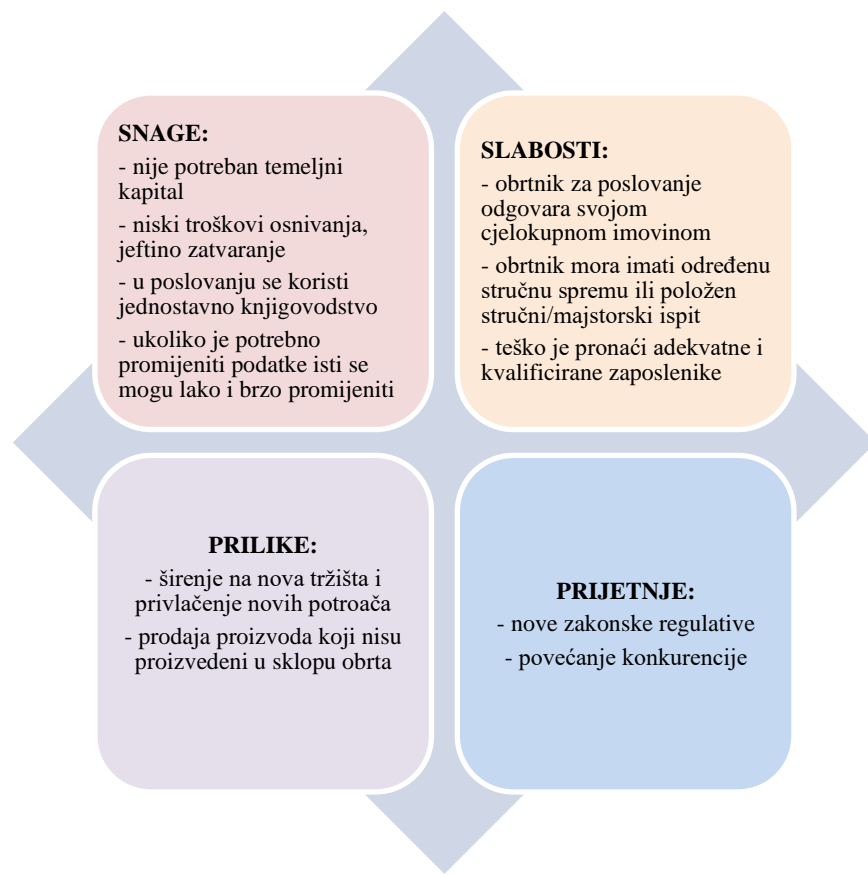 SNAGE:
- nije potreban temeljni
kapital
- niski troškovi osnivanja,
jeftino zatvaranje
- u poslovanju se koristi
jednostavno knjigovodstvo
- ukoliko je potrebno
promijeniti podatke isti se
mogu lako i brzo promijeniti
SLABOSTI:
- obrtnik za poslovanje
odgovara svojom
cjelokupnom imovinom
- obrtnik mora imati određenu
stručnu spremu ili položen
stručni/majstorski ispit
- teško je pronaći adekvatne i
kvalificirane zaposlenike
PRILIKE:
- širenje na nova tržišta i
privlačenje novih potroača
- prodaja proizvoda koji nisu
proizvedeni u sklopu obrta
PRIJETNJE:
- nove zakonske regulative
- povećanje konkurencije